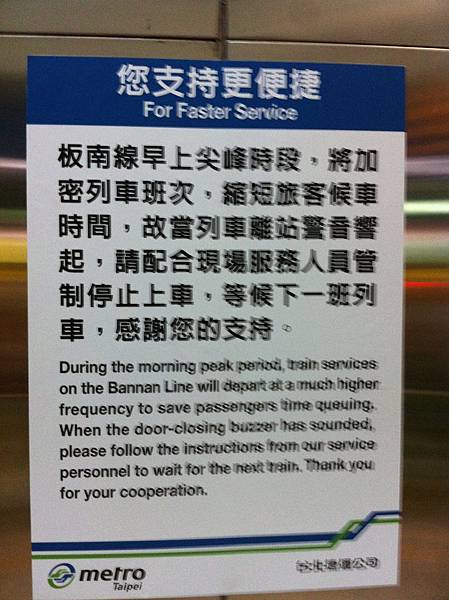 您支持更便捷
For Faster Service
板南線早上尖峰時段，將加
密列車班次，縮短旅客候車
時間，故當列車離站警音響
起，請配合現場服務人員管
制停止上車，等候下一班列
車，感謝您的支持。
During the morning peak period, train services
on the Bannan Line will depart at a much higher
frequency to save passengers time queuing.
When the door-closing buzzer has sounded,
please follow the instructions from our service
personnel to wait for the next train. Thank you
for your cooperation.
metro
Taipei
台北捷運公司